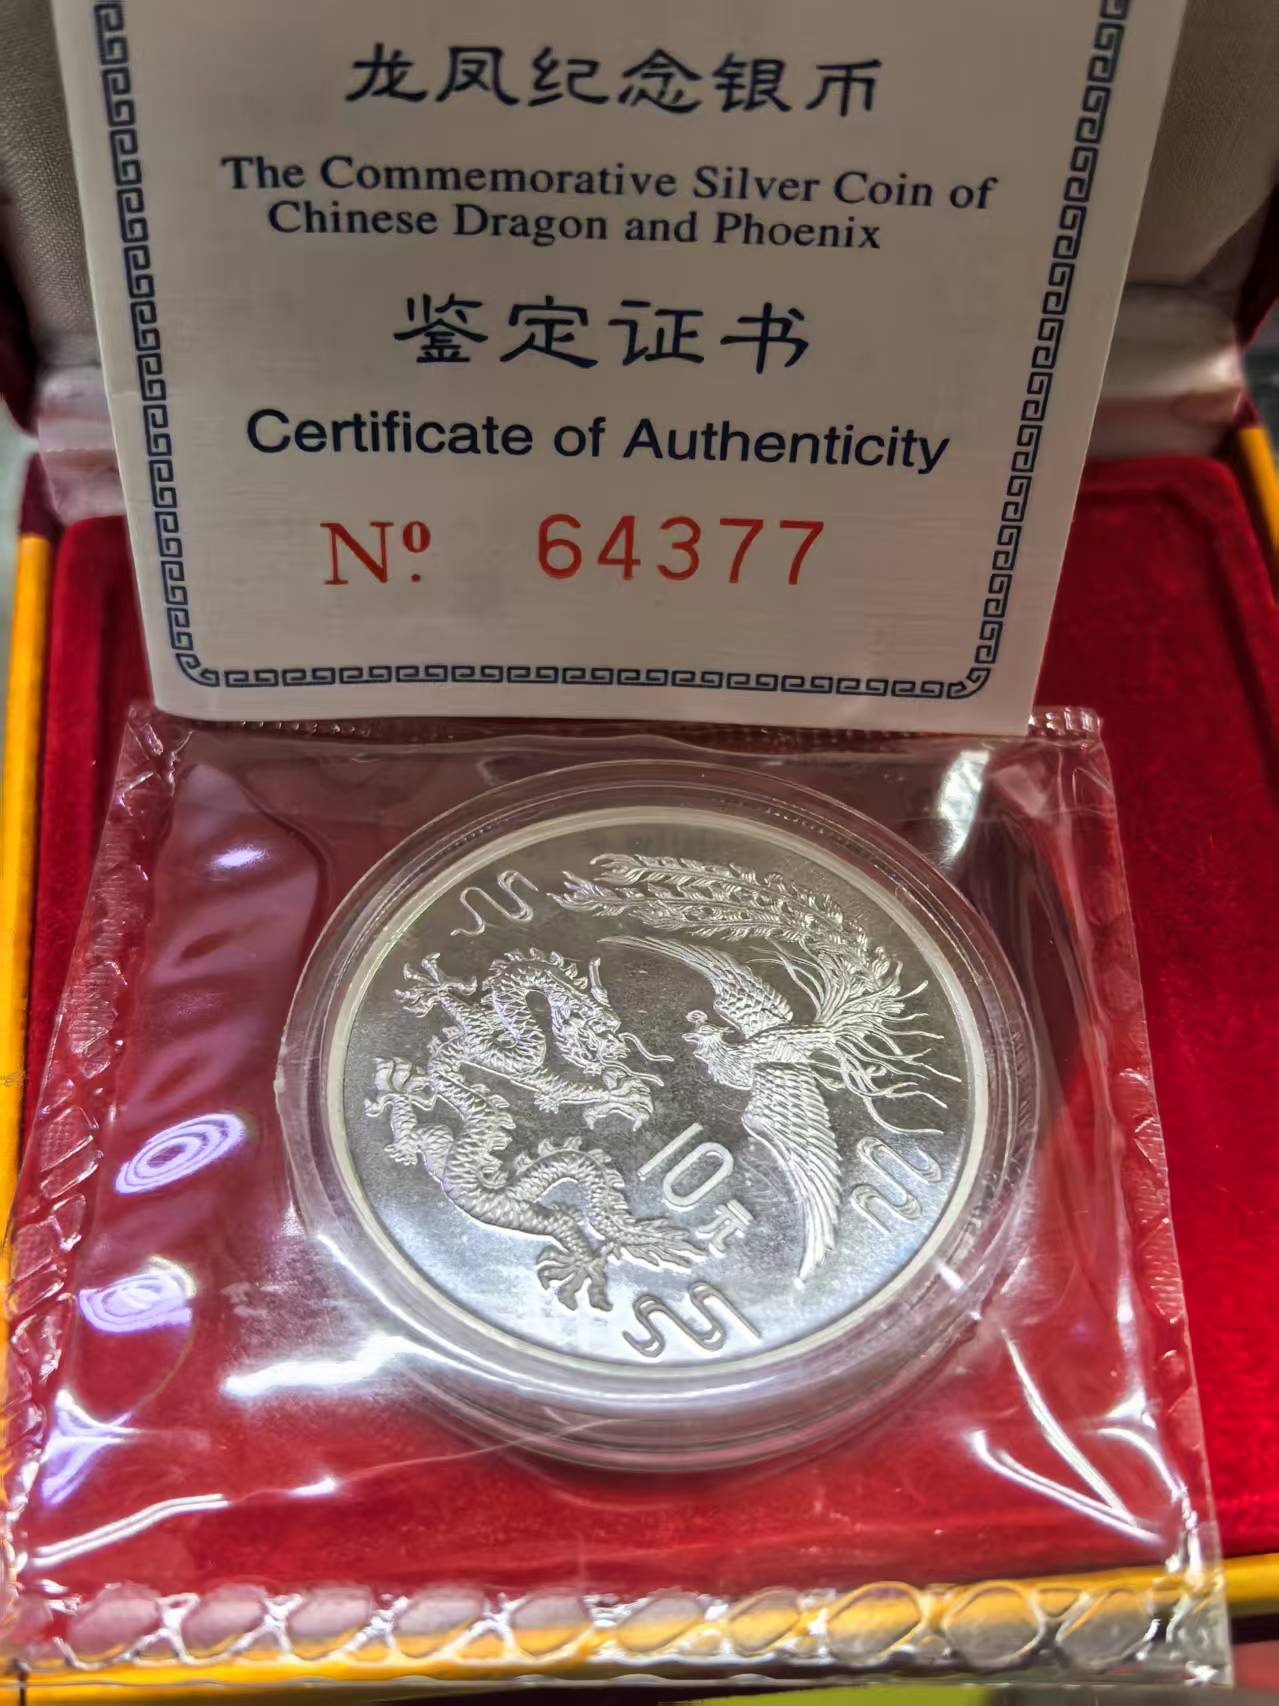 龙凤纪念银币
The Commemorative Silver Coin of
Chinese Dragon and Phoenix
鉴定证书
Certificate of Authenticity
Nº. 64377
10元